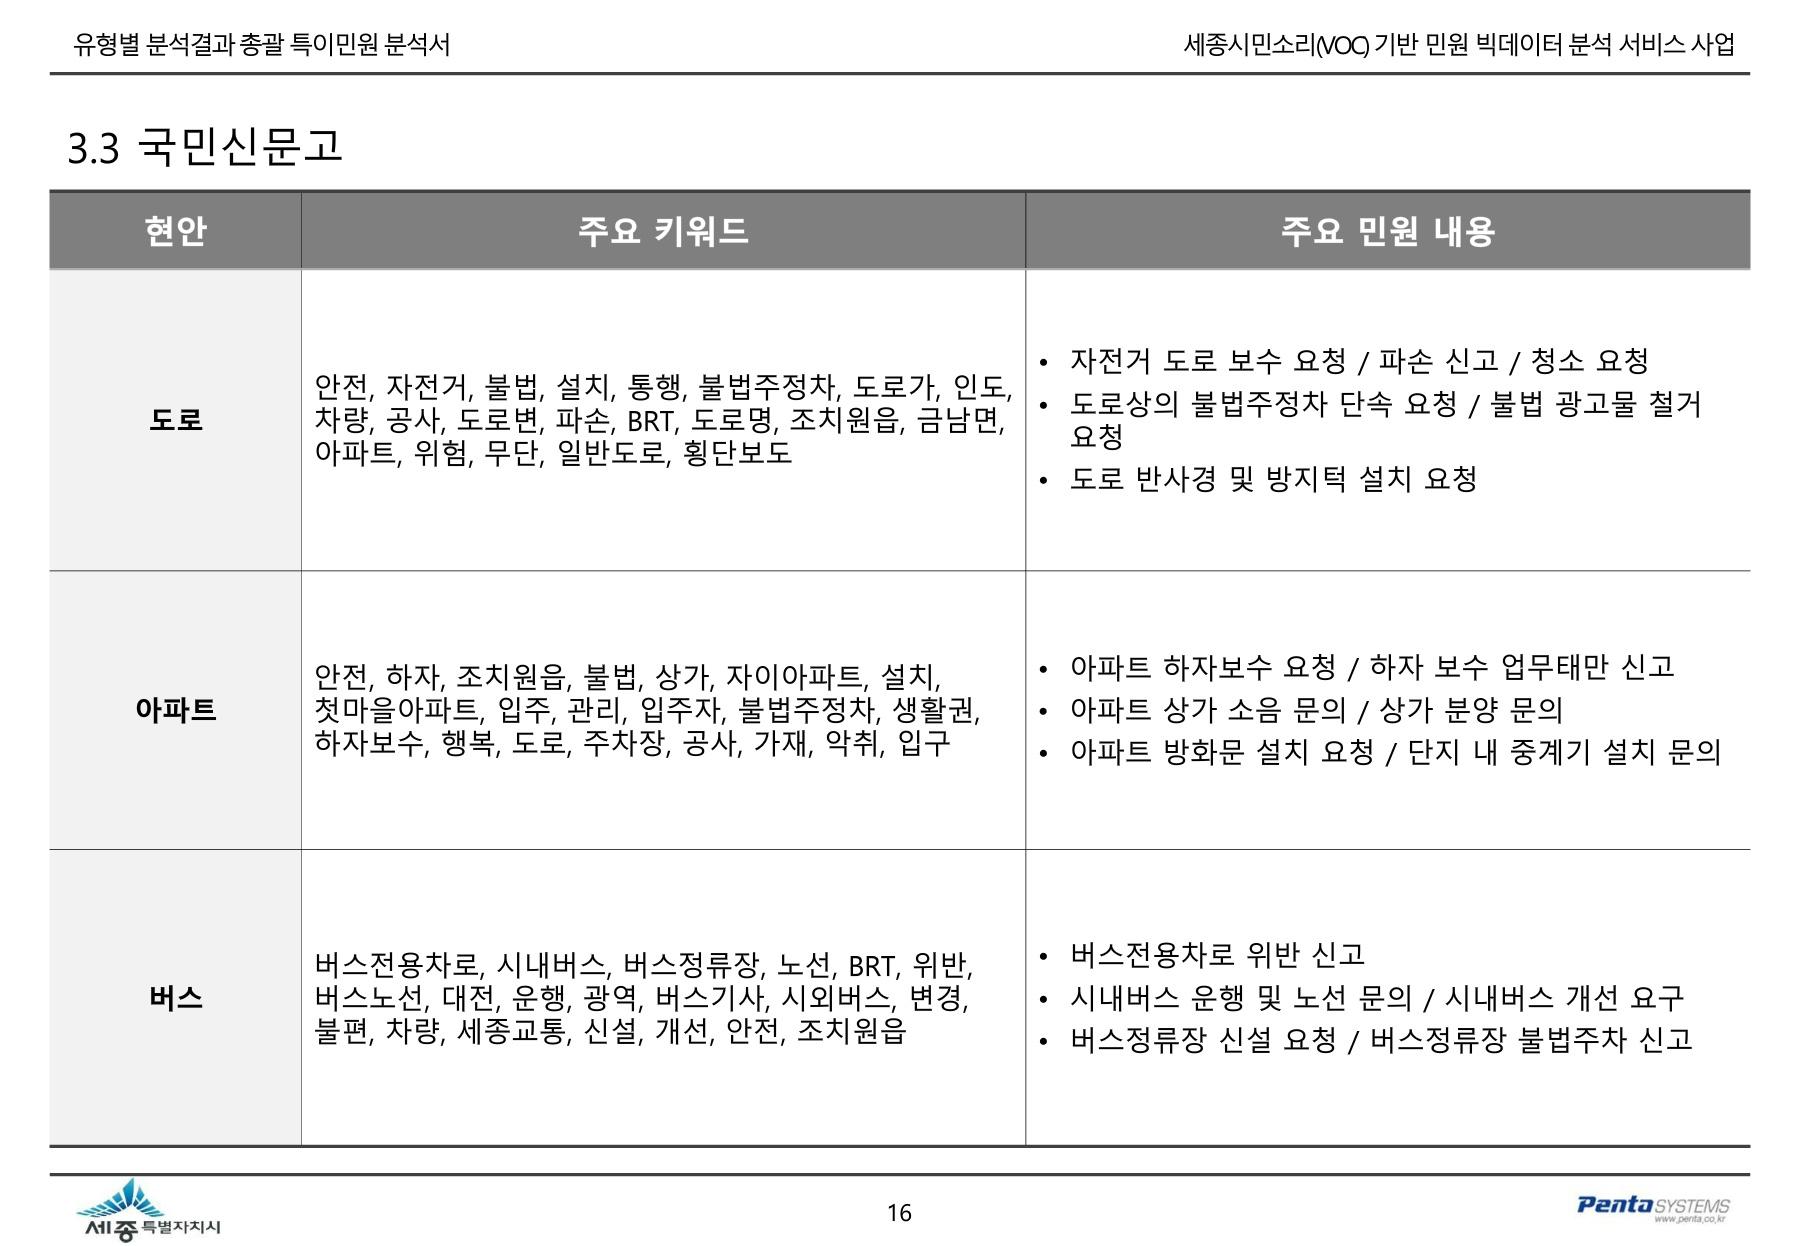 유형별 분석결과 총괄 특이민원 분석서
세종시민소리(VOC) 기반 민원 빅데이터 분석 서비스 사업
3.3 국민신문고
현안
주요 키워드
주요 민원 내용
도로
안전, 자전거, 불법, 설치, 통행, 불법주정차, 도로가, 인도,
차량, 공사, 도로변, 파손, BRT, 도로명, 조치원읍, 금남면,
아파트, 위험, 무단, 일반도로, 횡단보도
• 자전거 도로 보수 요청 / 파손 신고 / 청소 요청
• 도로상의 불법주정차 단속 요청 / 불법 광고물 철거
요청
• 도로 반사경 및 방지턱 설치 요청
아파트
안전, 하자, 조치원읍, 불법, 상가, 자이아파트, 설치,
첫마을아파트, 입주, 관리, 입주자, 불법주정차, 생활권,
하자보수, 행복, 도로, 주차장, 공사, 가재, 악취, 입구
• 아파트 하자보수 요청 / 하자 보수 업무태만 신고
• 아파트 상가 소음 문의 / 상가 분양 문의
• 아파트 방화문 설치 요청 / 단지 내 중계기 설치 문의
버스
버스전용차로, 시내버스, 버스정류장, 노선, BRT, 위반,
버스노선, 대전, 운행, 광역, 버스기사, 시외버스, 변경,
불편, 차량, 세종교통, 신설, 개선, 안전, 조치원읍
• 버스전용차로 위반 신고
• 시내버스 운행 및 노선 문의 / 시내버스 개선 요구
• 버스정류장 신설 요청 / 버스정류장 불법주차 신고
세종특별자치시
16
Penta SYSTEMS
www.penta.co.kr